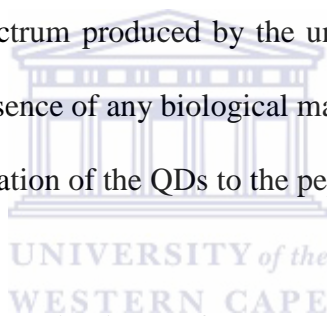 ectrum produced by the un
sence of any biological ma
ation of the QDs to the pe
UNIVERSITY of the
WESTERN CAPE